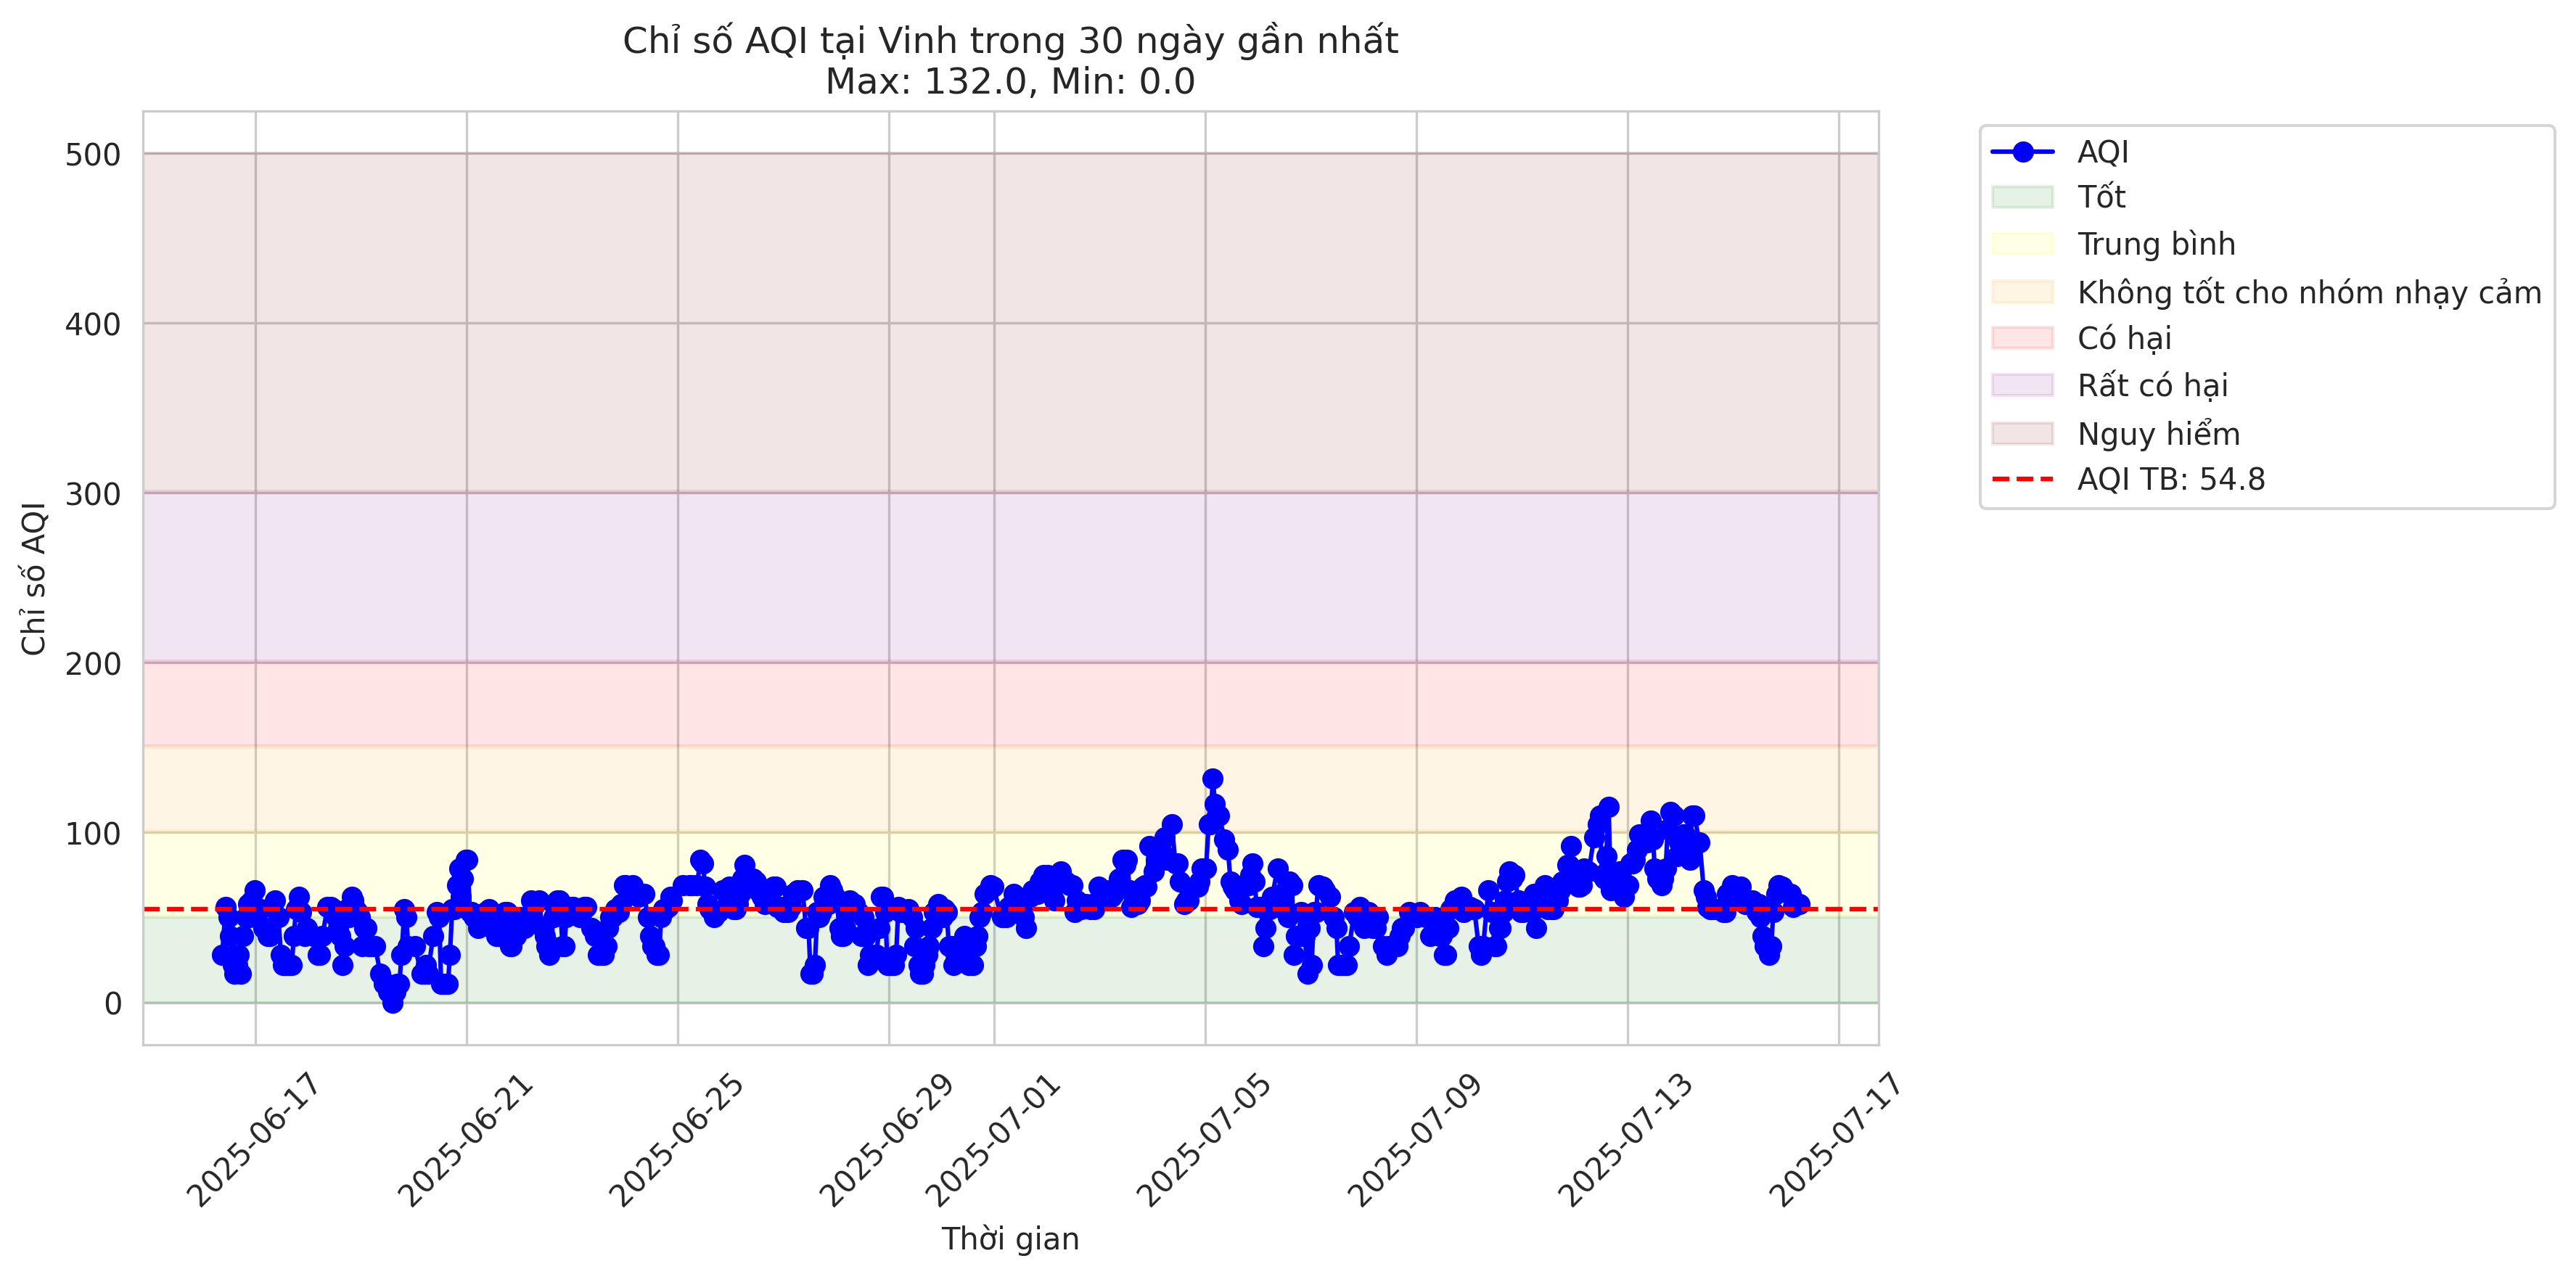 Chỉ số AQI tại Vinh trong 30 ngày gần nhất
Max: 132.0, Min: 0.0
Chỉ số AQI
500
400
300
200
100
0
2025-06-17
2025-06-21
2025-06-25
2025-06-29
2025-07-01
2025-07-05
2025-07-09
2025-07-13
2025-07-17
Thời gian
AQI
Tốt
Trung bình
Không tốt cho nhóm nhạy cảm
Có hại
Rất có hại
Nguy hiểm
AQI TB: 54.8